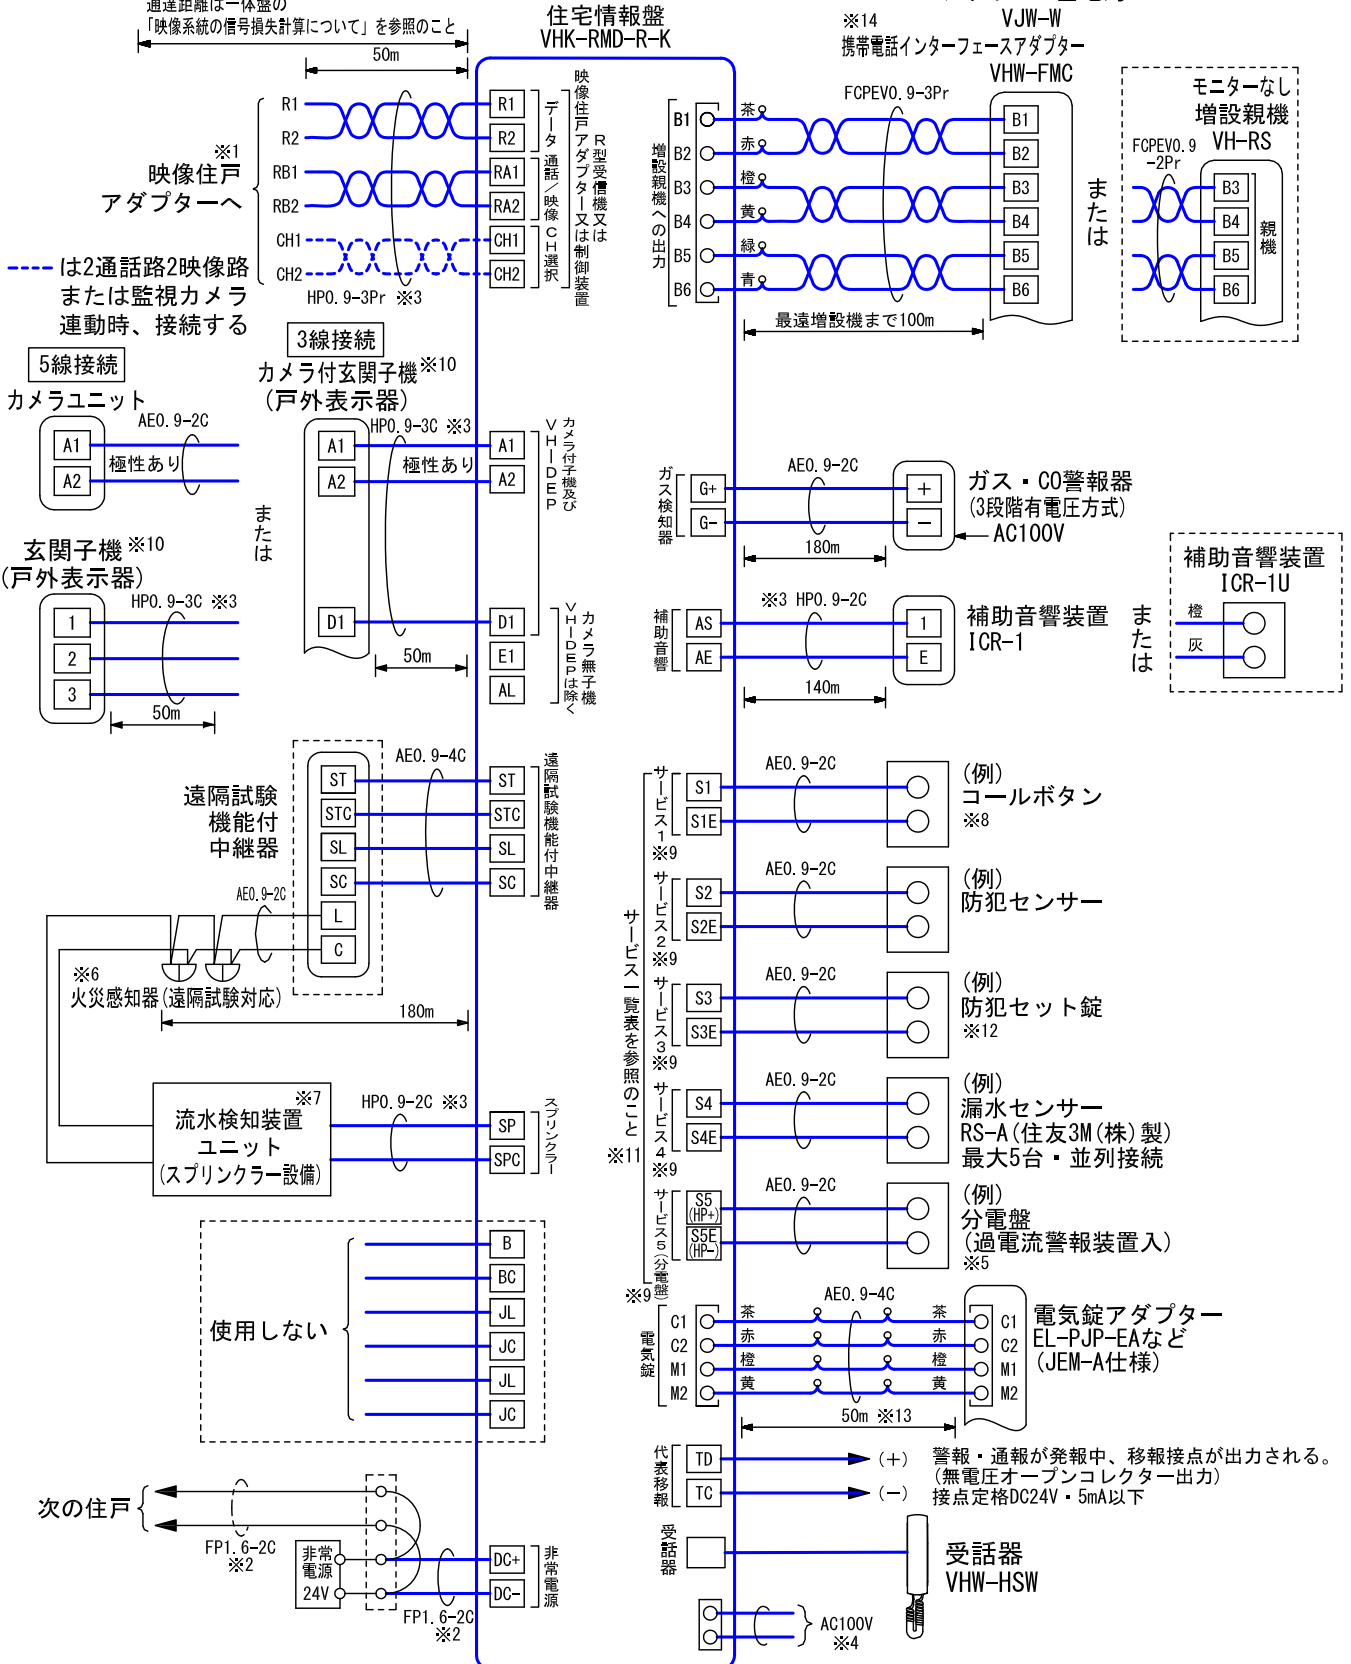 「映像系統の信号損失計算について」を参照のこと
50m
住宅情報盤
VHK-RMD-R-K
※14
VJW-W
携帯電話インターフェースアダプター
VHW-FMC
※1
映像住戸
アダプターへ
R1
R2
RB1
RB2
CH1
CH2
HP0.9-3Pr ※3
は2通話路2映像路
または監視カメラ
連動時、接続する
R1
R2
RA1
RA2
CH1
CH2
データ
通話/映像
CH選択
映像住戸アダプター又は制御装置
R型受信機又は
増設親機への出力
B1
B2
B3
B4
B5
B6
茶
赤
橙
黄
緑
青
FCPEV0.9-3Pr
最遠増設機まで100m
B1
B2
B3
B4
B5
B6
または
モニターなし
増設親機
VH-RS
FCPEV0.9
-2Pr
B3
B4
B5
B6
親機
5線接続
カメラユニット
A1
A2
AE0.9-2C
極性あり
玄関子機 ※10
(戸外表示器)
1
2
3
HP0.9-3C ※3
50m
または
3線接続
カメラ付玄関子機 ※10
(戸外表示器)
A1
A2
D1
HP0.9-3C ※3
極性あり
50m
A1
A2
カメラ付子機及び
VH-DEP
D1
E1
AL
カメラ無子機
VH-DEPは除く
ガス検知器
G+
G-
AE0.9-2C
180m
+
-
ガス・CO警報器
(3段階有電圧方式)
AC100V
補助音響
AS
AE
※3 HP0.9-2C
140m
1
E
補助音響装置
ICR-1
または
補助音響装置
ICR-1U
橙
灰
遠隔試験
機能付
中継器
ST
STC
SL
SC
L
C
AE0.9-4C
AE0.9-2C
ST
STC
SL
SC
遠隔試験機能付中継器
※6
火災感知器(遠隔試験対応)
180m
※7
流水検知装置
ユニット
(スプリンクラー設備)
HP0.9-2C ※3
SP
SPC
スプリンクラー
サービス一覧表を参照のこと
※11
サービス1
※9
S1
S1E
AE0.9-2C
(例)
コールボタン
※8
サービス2
※9
S2
S2E
AE0.9-2C
(例)
防犯センサー
サービス3
※9
S3
S3E
AE0.9-2C
(例)
防犯セット錠
※12
サービス4
※9
S4
S4E
AE0.9-2C
(例)
漏水センサー
RS-A(住友3M(株)製)
最大5台・並列接続
サービス5(分電盤)
※9
S5
(HP+)
S5E
(HP-)
AE0.9-2C
(例)
分電盤
(過電流警報装置入)
※5
使用しない
B
BC
JL
JC
JL
JC
電気錠
C1
C2
M1
M2
茶
赤
橙
黄
AE0.9-4C
茶
赤
橙
黄
50m ※13
C1
C2
M1
M2
電気錠アダプター
EL-PJP-EAなど
(JEM-A仕様)
代表移報
TD
TC
(+)
(-)
警報・通報が発報中、移報接点が出力される。
(無電圧オープンコレクター出力)
接点定格DC24V・5mA以下
次の住戸
FP1.6-2C
※2
非常
電源
24V
FP1.6-2C
※2
DC+
DC-
非常電源
受話器
受話器
VHW-HSW
AC100V
※4